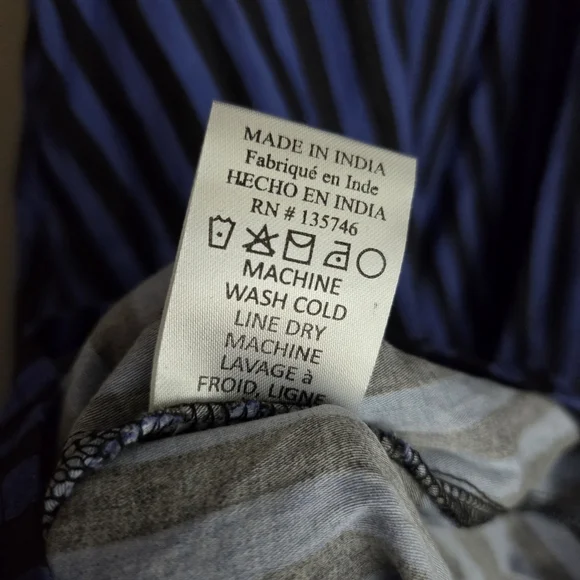 MADE IN INDIA
Fabriqué en Inde
HECHO EN INDIA
RN # 135746
MACHINE
WASH COLD
LINE DRY
MACHINE
LAVAGE à
FROID, LIGNE